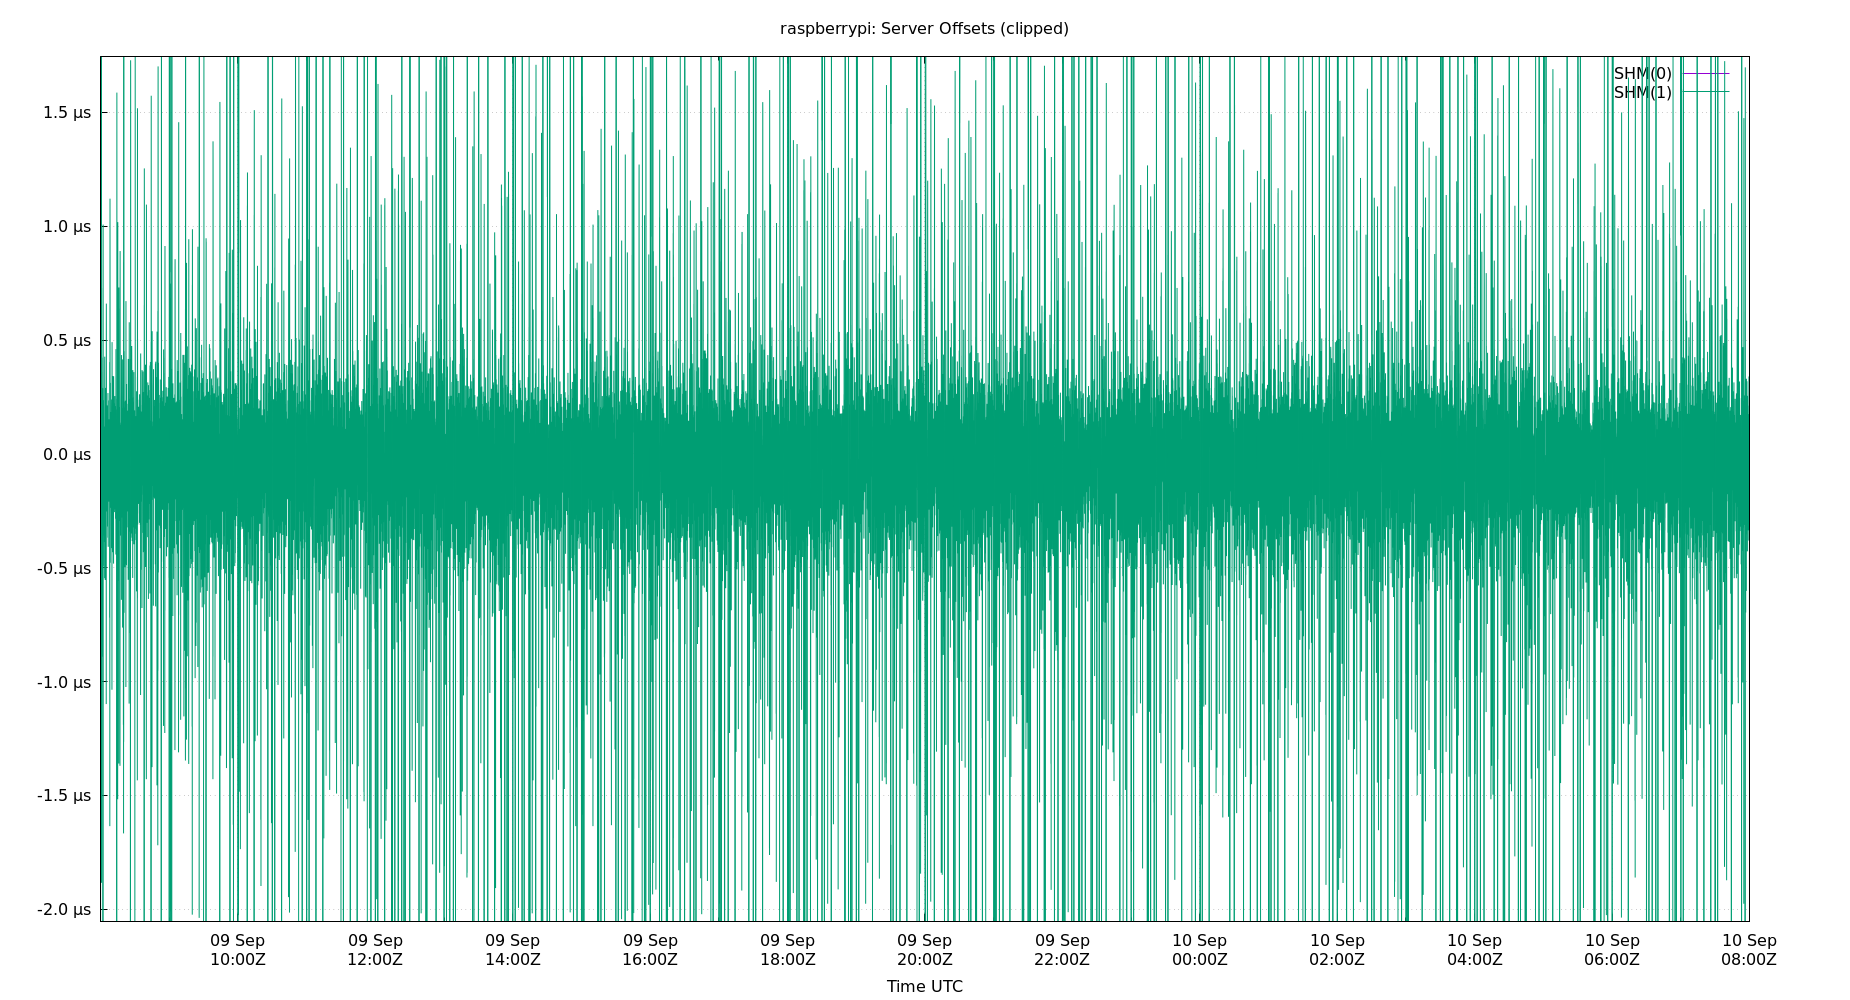 raspberrypi: Server Offsets (clipped)
SHM(0)
SHM(1)
1.5 µs
1.0 µs
0.5 µs
0.0 µs
-0.5 µs
-1.0 µs
-1.5 µs
-2.0 µs
09 Sep 09 Sep 09 Sep 09 Sep 09 Sep 09 Sep 09 Sep 10 Sep 10 Sep 10 Sep 10 Sep 10 Sep
10:00Z 12:00Z 14:00Z 16:00Z 18:00Z 20:00Z 22:00Z 00:00Z 02:00Z 04:00Z 06:00Z 08:00Z
Time UTC